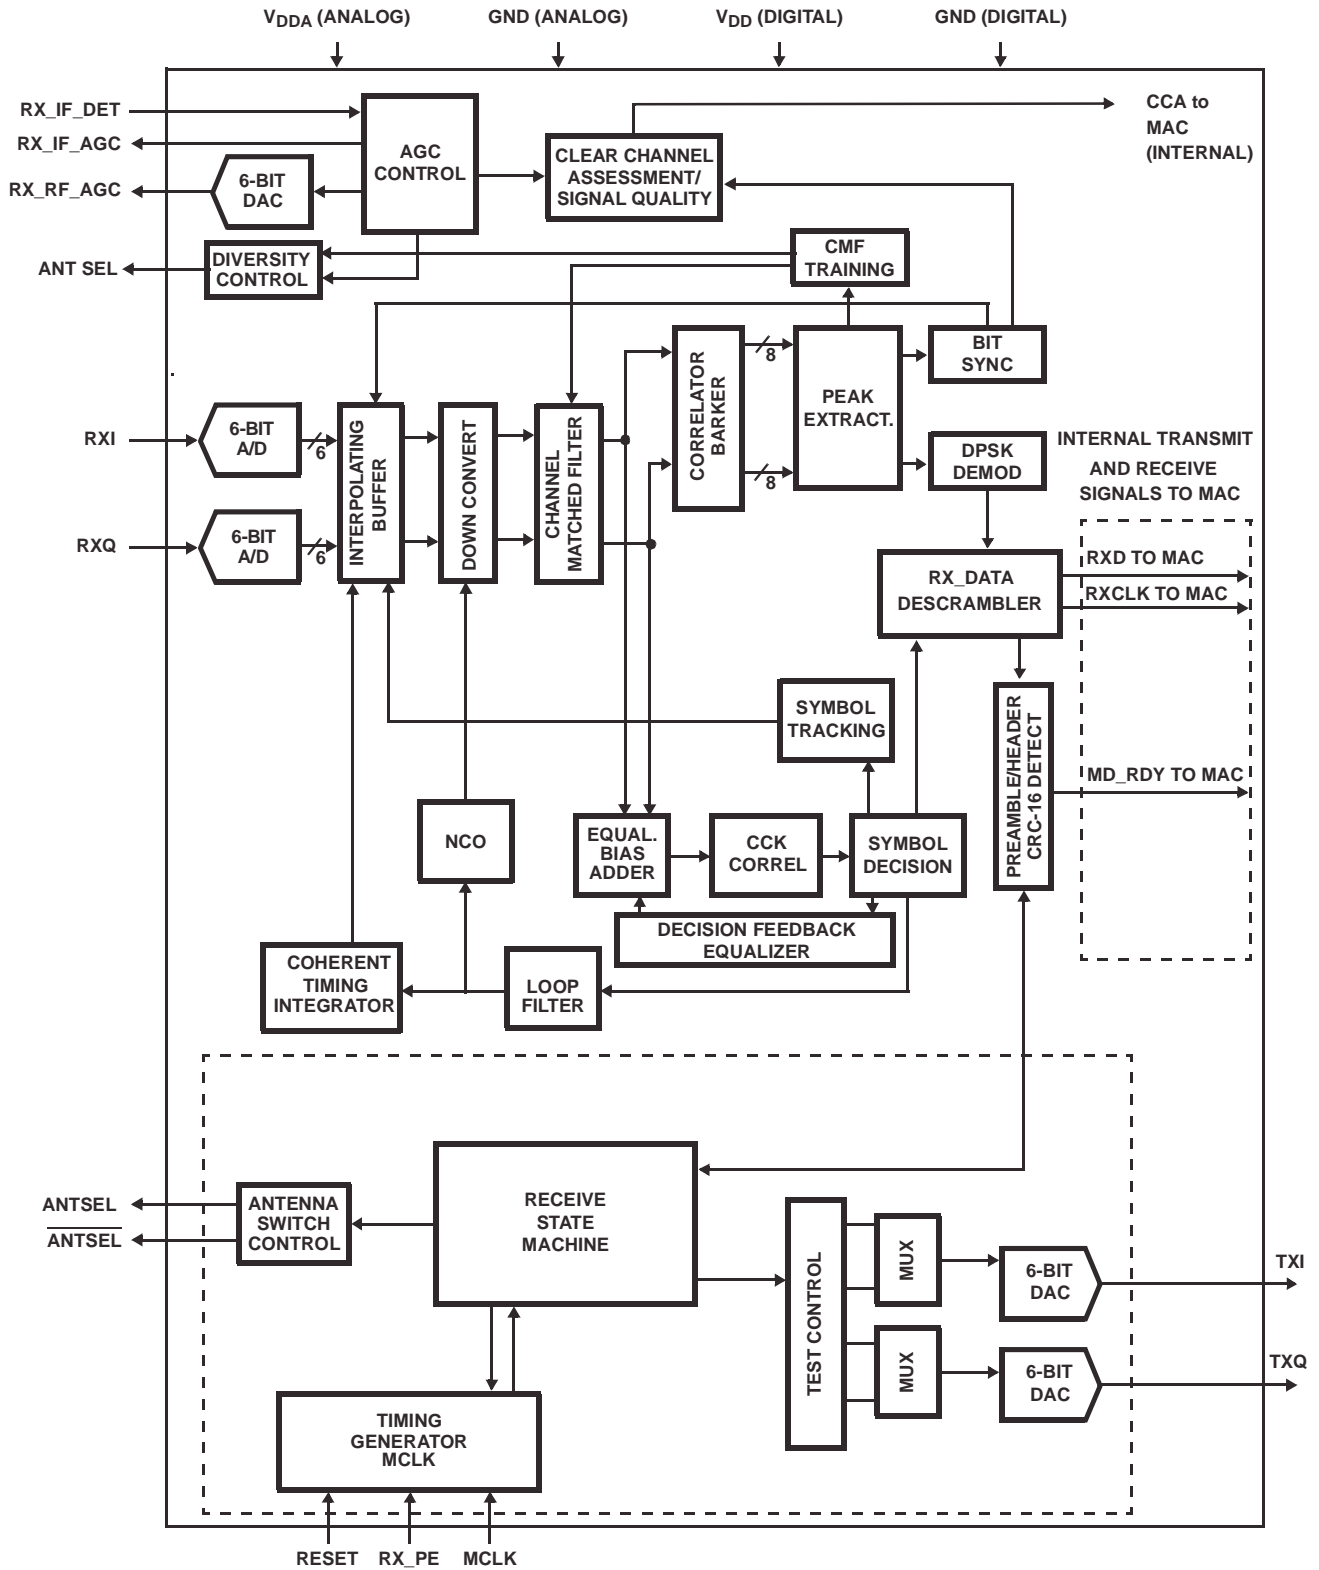 VDDA (ANALOG)
GND (ANALOG)
VDD (DIGITAL)
GND (DIGITAL)
RX_IF_DET
RX_IF_AGC
RX_RF_AGC
6-BIT
DAC
AGC
CONTROL
CLEAR CHANNEL
ASSESSMENT/
SIGNAL QUALITY
CCA to
MAC
(INTERNAL)
ANT SEL
DIVERSITY
CONTROL
CMF
TRAINING
RXI
6-BIT
A/D
6
RXQ
6-BIT
A/D
6
INTERPOLATING
BUFFER
DOWN CONVERT
CHANNEL
MATCHED FILTER
CORRELATOR
BARKER
8
8
PEAK
EXTRACT.
BIT
SYNC
DPSK
DEMOD
INTERNAL TRANSMIT
AND RECEIVE
SIGNALS TO MAC
RX_DATA
DESCRAMBLER
RXD TO MAC
RXCLK TO MAC
SYMBOL
TRACKING
PREAMBLE/HEADER
CRC-16 DETECT
MD_RDY TO MAC
NCO
EQUAL.
BIAS
ADDER
CCK
CORREL
SYMBOL
DECISION
DECISION FEEDBACK
EQUALIZER
COHERENT
TIMING
INTEGRATOR
LOOP
FILTER
ANTSEL
ANTSEL
ANTENNA
SWITCH
CONTROL
RECEIVE
STATE
MACHINE
TEST CONTROL
MUX
6-BIT
DAC
TXI
MUX
6-BIT
DAC
TXQ
TIMING
GENERATOR
MCLK
RESET
RX_PE
MCLK